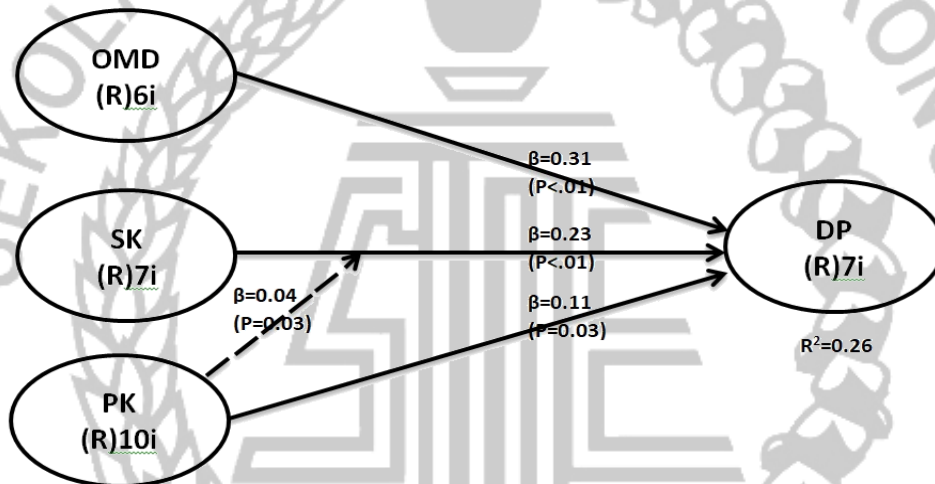 OMD
(R)6i
β=0.31
(P<.01)
SK
(R)7i
β=0.23
(P<.01)
DP
(R)7i
β=0.04
(P=0.03)
β=0.11
(P=0.03)
R²=0.26
PK
(R)10i